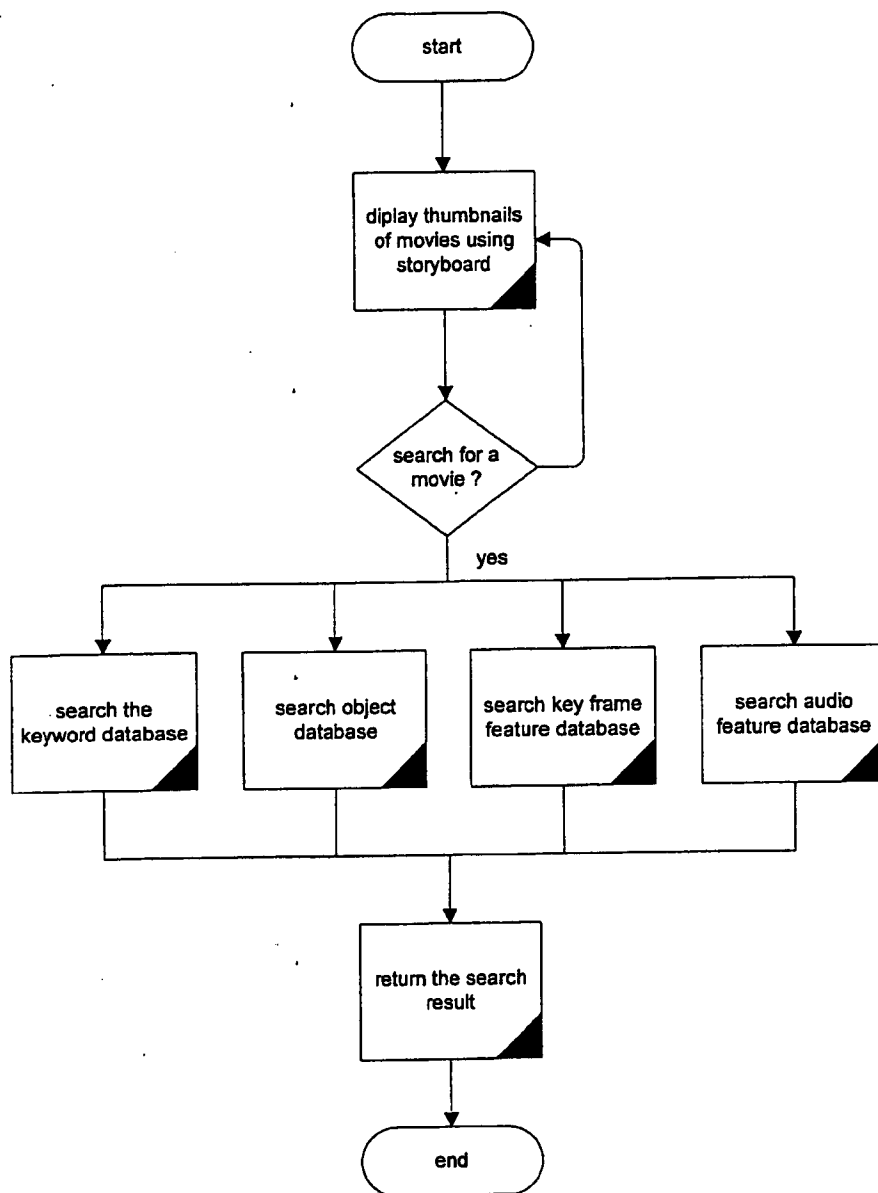 start
diplay thumbnails
of movies using
storyboard
search for a
movie ?
yes
search the
keyword database
search object
database
search key frame
feature database
search audio
feature database
return the search
result
end